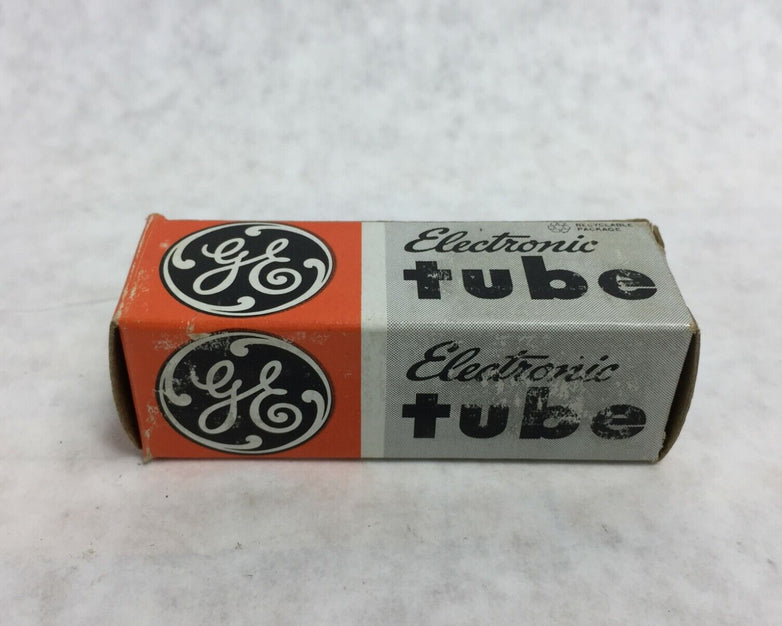 GE
Electronic
tube
RECYCLABLE
PACKAGE
GE
Electronic
tube